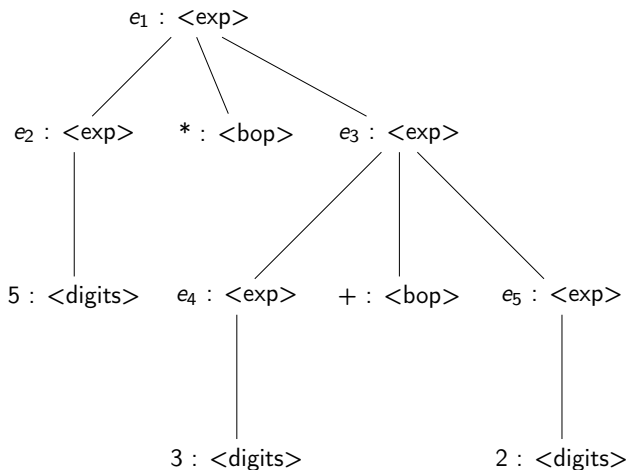 e₁ : <exp>
e₂ : <exp> * : <bop> e₃ : <exp>
5 : <digits> e₄ : <exp> + : <bop> e₅ : <exp>
3 : <digits> 2 : <digits>